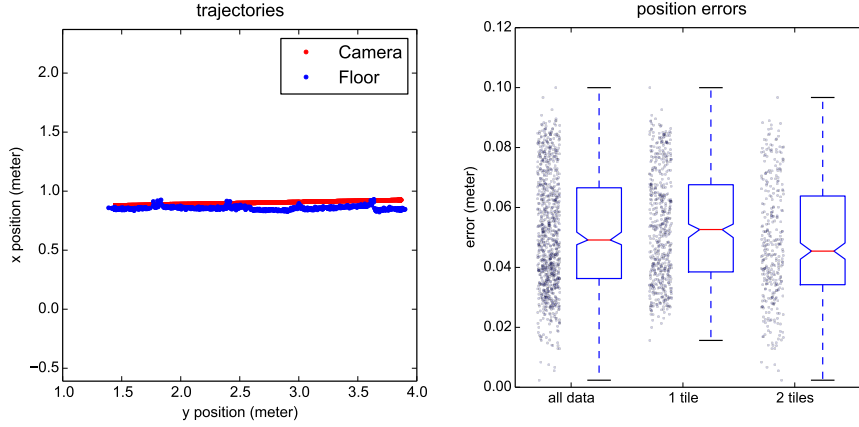 trajectories
Camera
Floor
2.0
1.5
1.0
0.5
0.0
−0.5
x position (meter)
1.0 1.5 2.0 2.5 3.0 3.5 4.0
y position (meter)
position errors
0.12
0.10
0.08
0.06
0.04
0.02
0.00
error (meter)
all data 1 tile 2 tiles